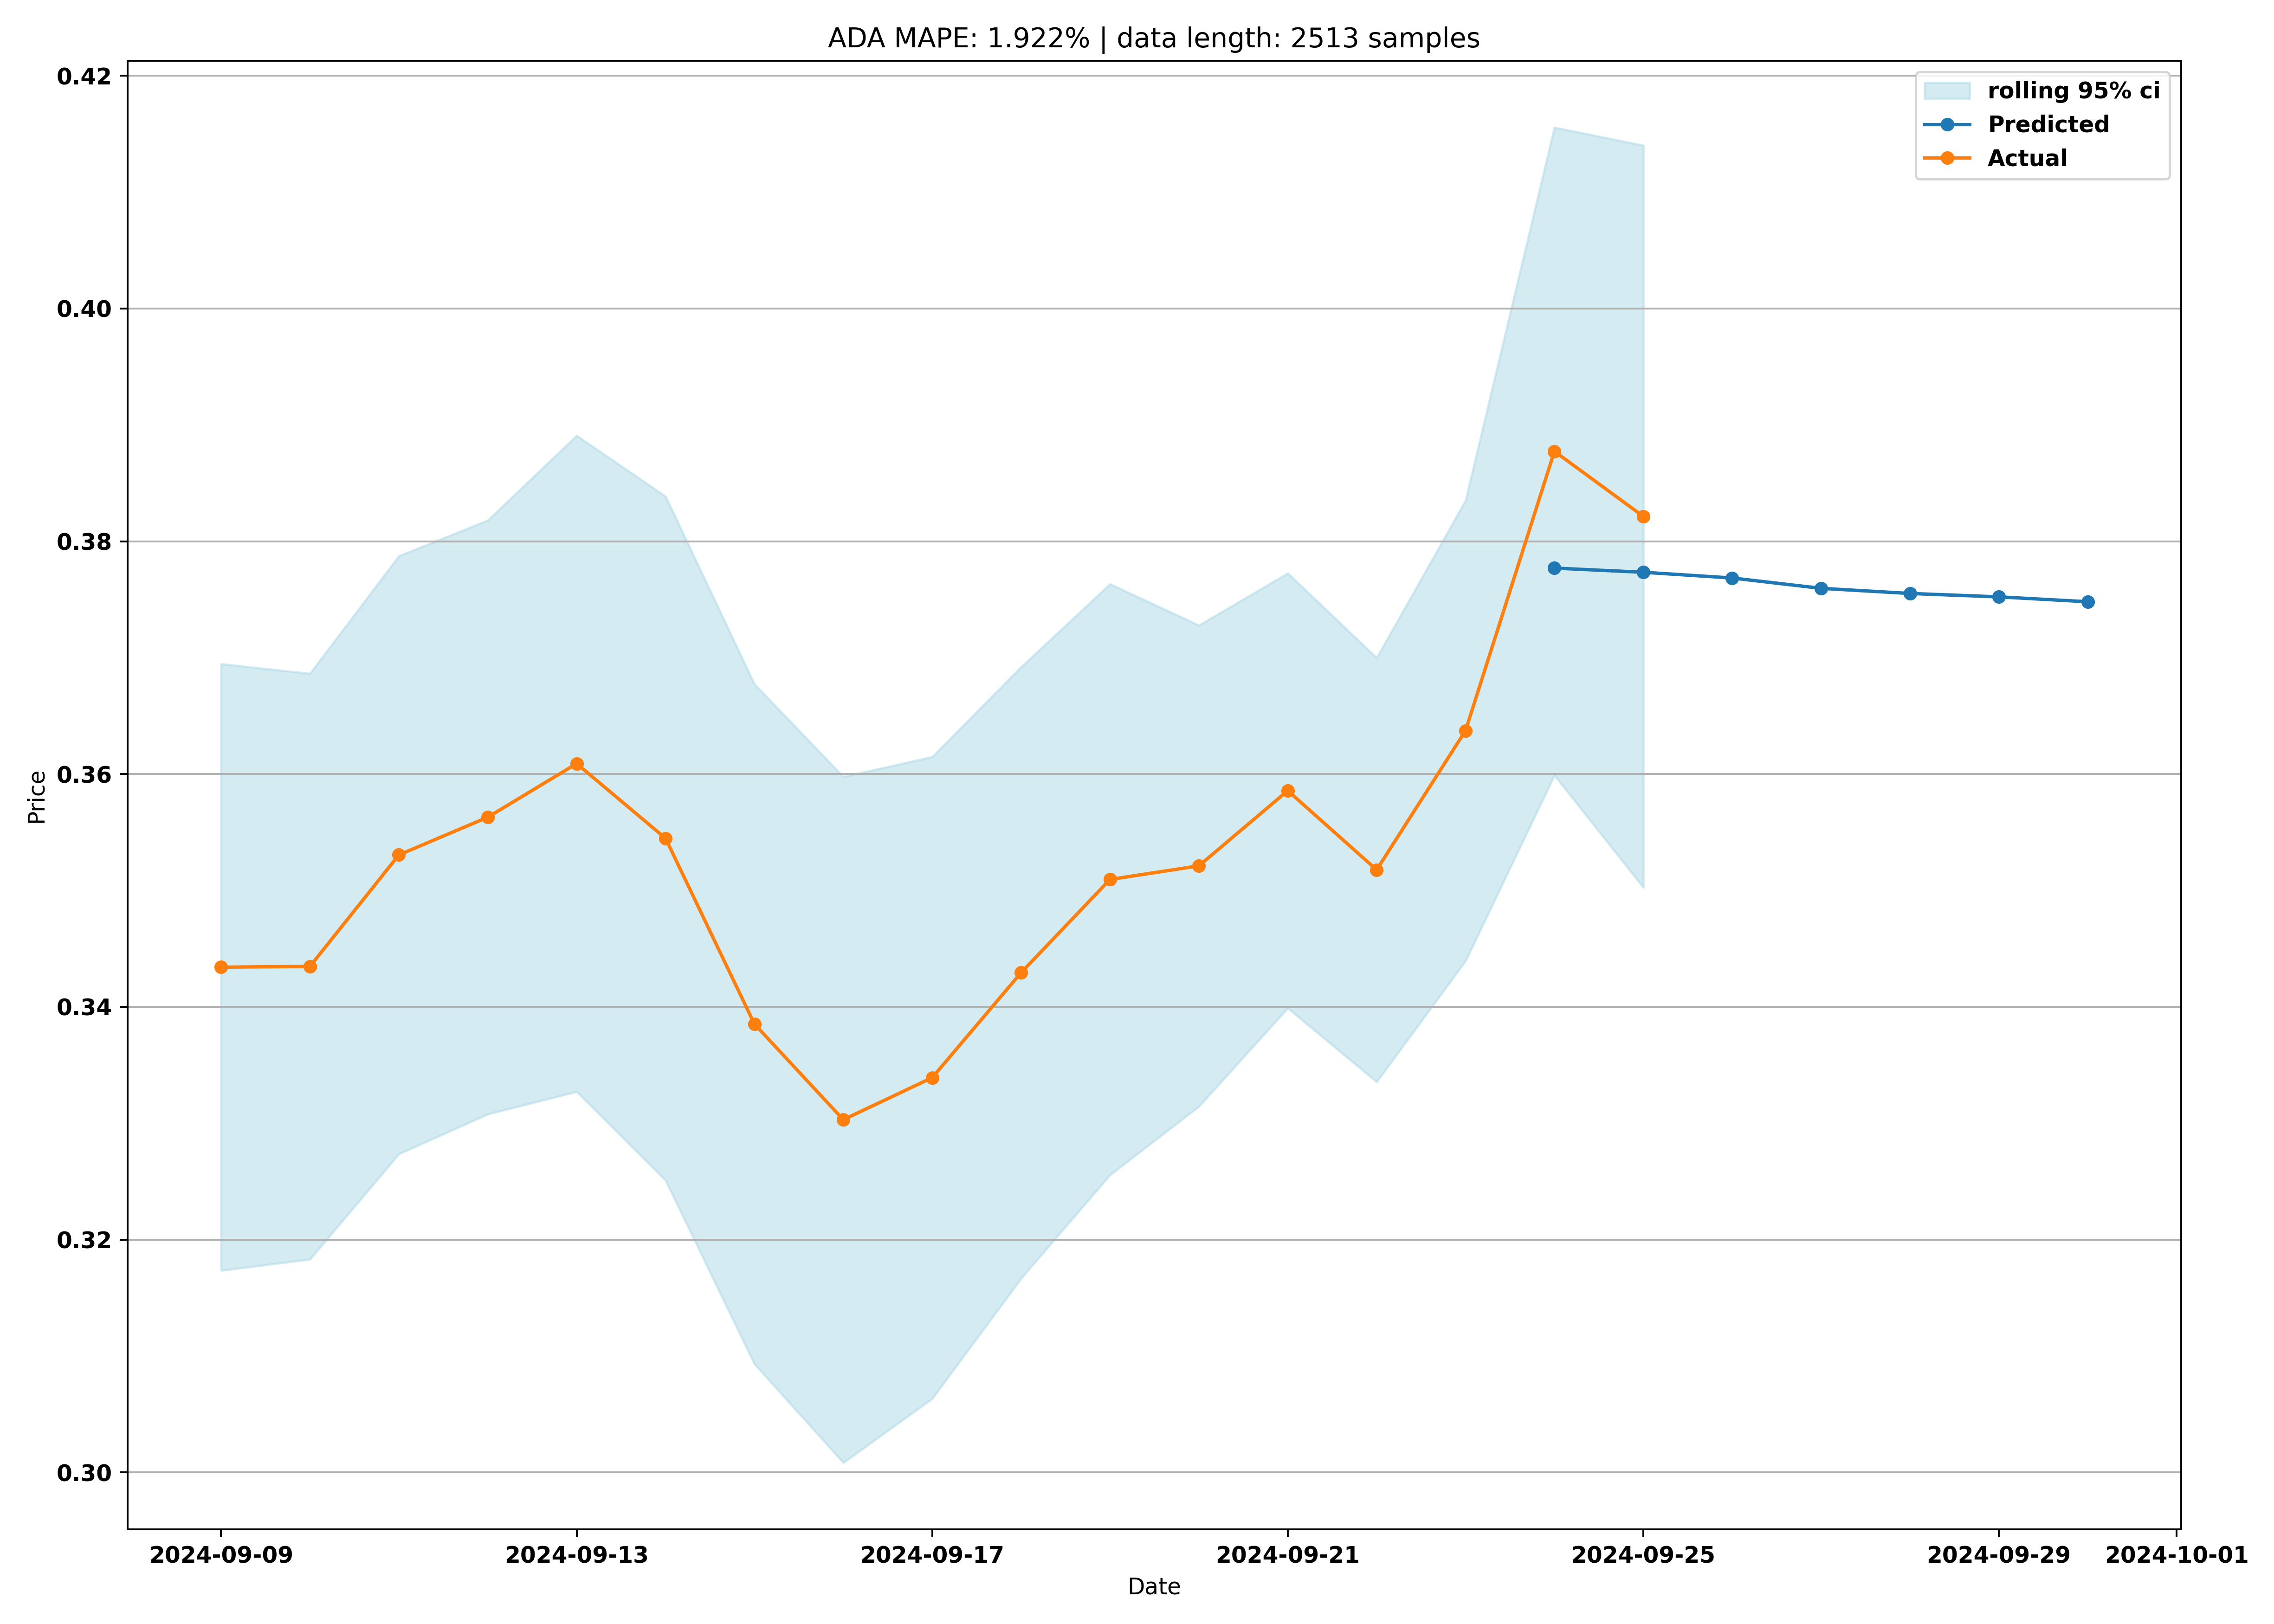 ADA MAPE: 1.922% | data length: 2513 samples
rolling 95% ci
Predicted
Actual
0.42
0.40
0.38
0.36
0.34
0.32
0.30
Price
2024-09-09 2024-09-13 2024-09-17 2024-09-21 2024-09-25 2024-09-29 2024-10-01
Date